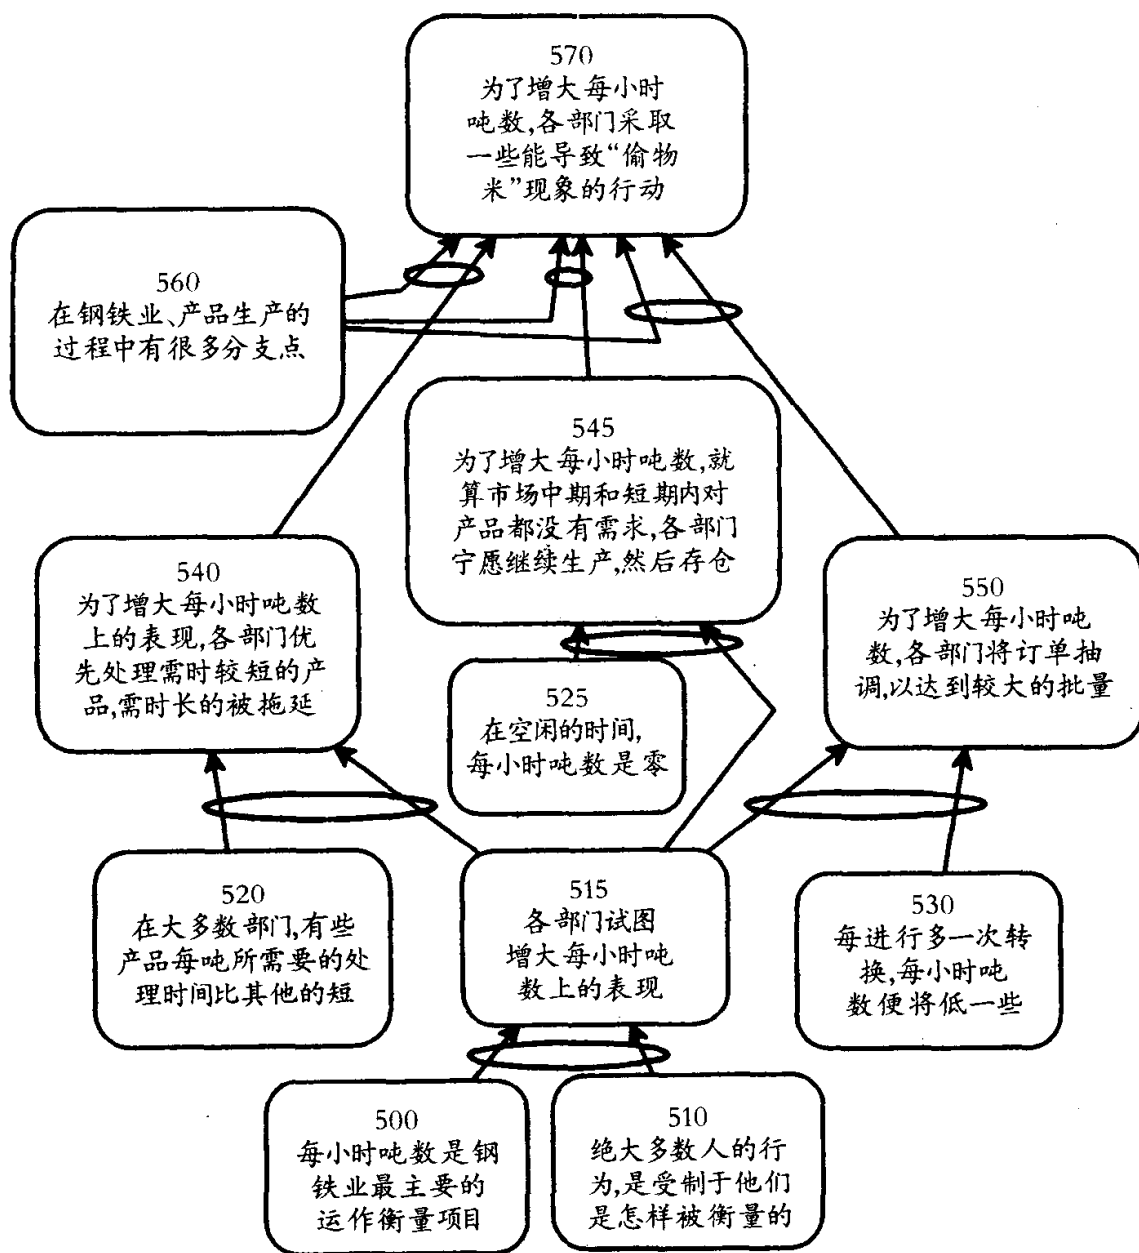 570
为了增大每小时
吨数,各部门采取
一些能导致“偷物
米”现象的行动
560
在钢铁业、产品生产的
过程中有很多分支点
545
为了增大每小时吨数,就
算市场中期和短期内对
产品都没有需求,各部门
宁愿继续生产,然后存仓
540
为了增大每小时吨数
上的表现,各部门优
先处理需时较短的产
品,需时长的被拖延
550
为了增大每小时吨
数,各部门将订单抽
调,以达到较大的批量
525
在空闲的时间,
每小时吨数是零
520
在大多数部门,有些
产品每吨所需要的处
理时间比其他的短
515
各部门试图
增大每小时吨
数上的表现
530
每进行多一次转
换,每小时吨
数便将低一些
500
每小时吨数是钢
铁业最主要的
运作衡量项目
510
绝大多数人的行
为,是受制于他们
是怎样被衡量的